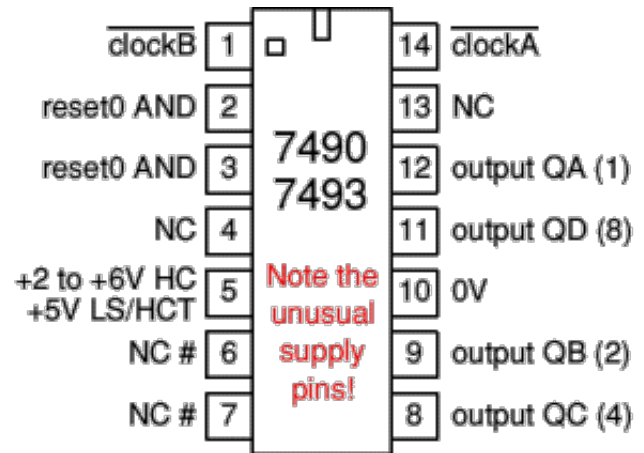 clockB 1 14 clockA
reset0 AND 2 13 NC
reset0 AND 3 12 output QA (1)
7490
7493
NC 4 11 output QD (8)
+2 to +6V HC
+5V LS/HCT 5 10 0V
Note the
unusual
supply
pins!
NC # 6 9 output QB (2)
NC # 7 8 output QC (4)